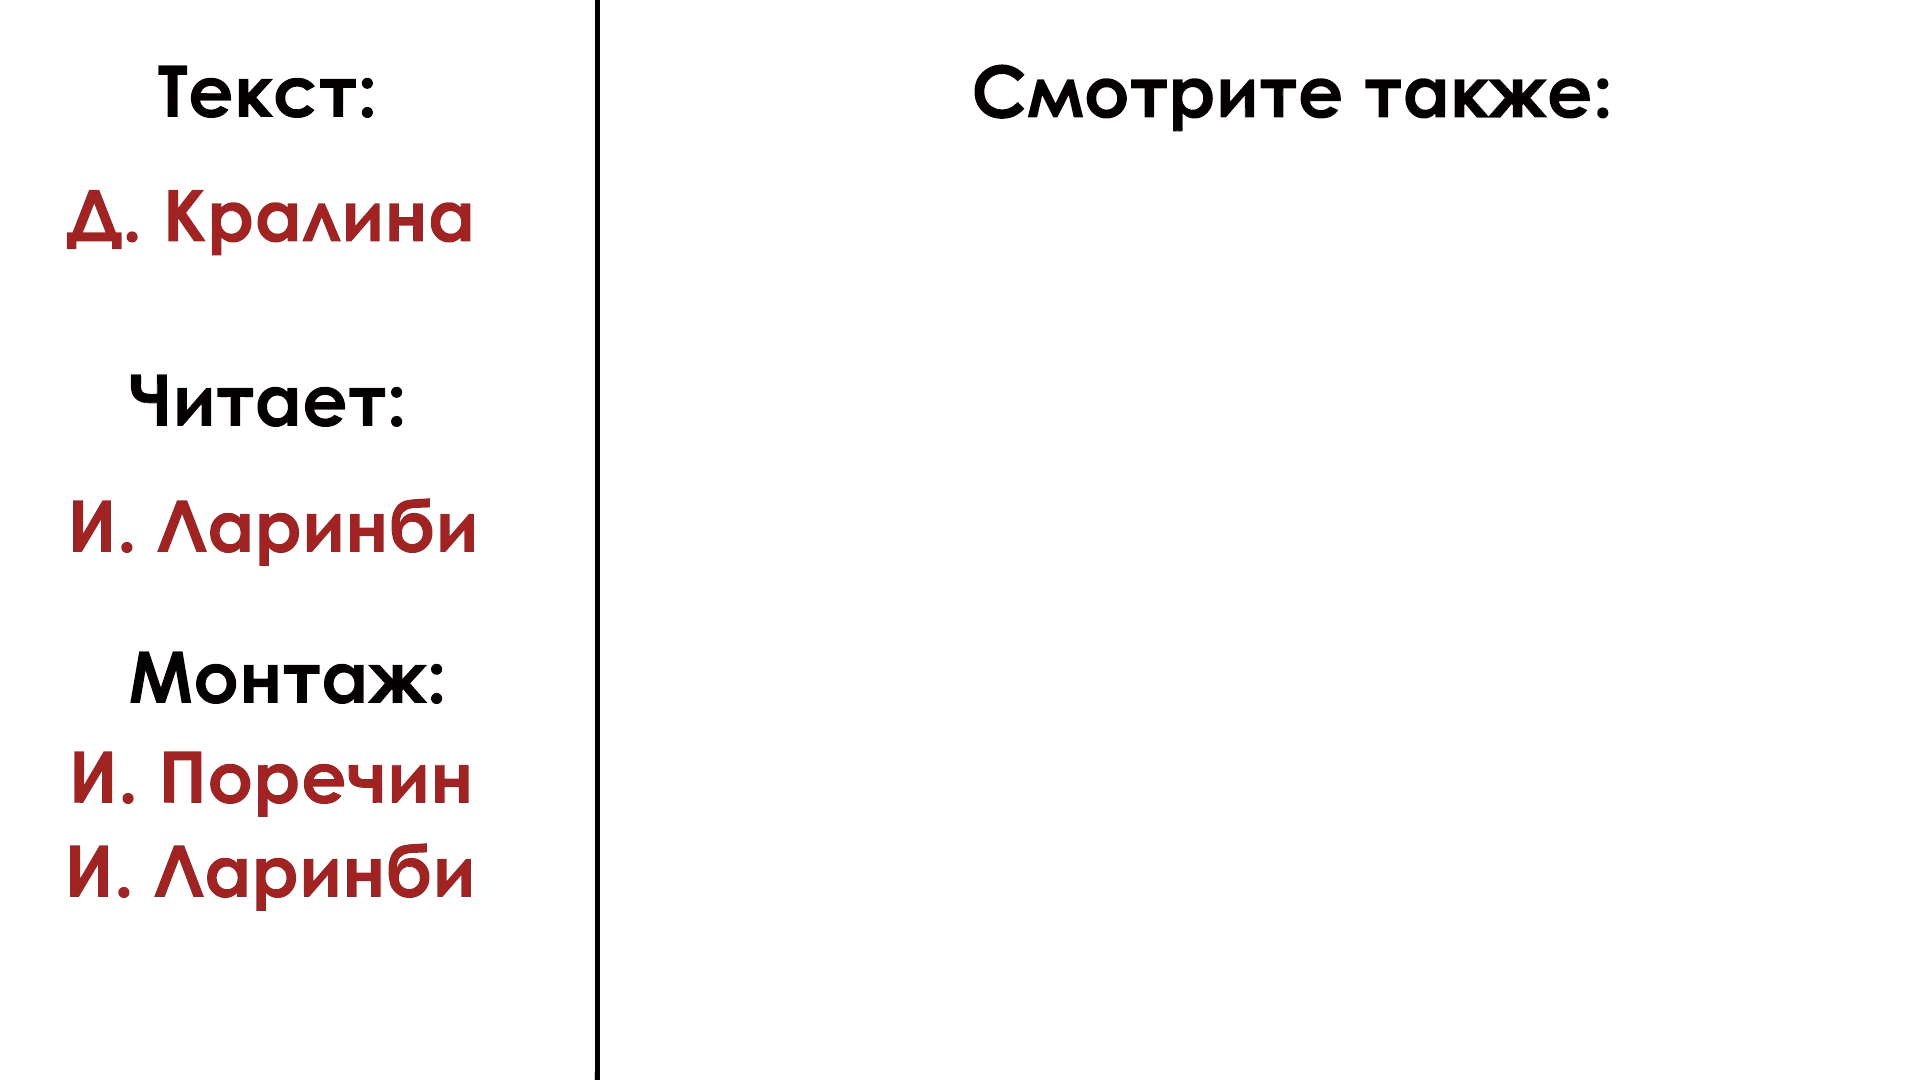 Текст:
Д. Кралина
Читает:
И. Ларинби
Монтаж:
И. Поречин
И. Ларинби
Смотрите также: